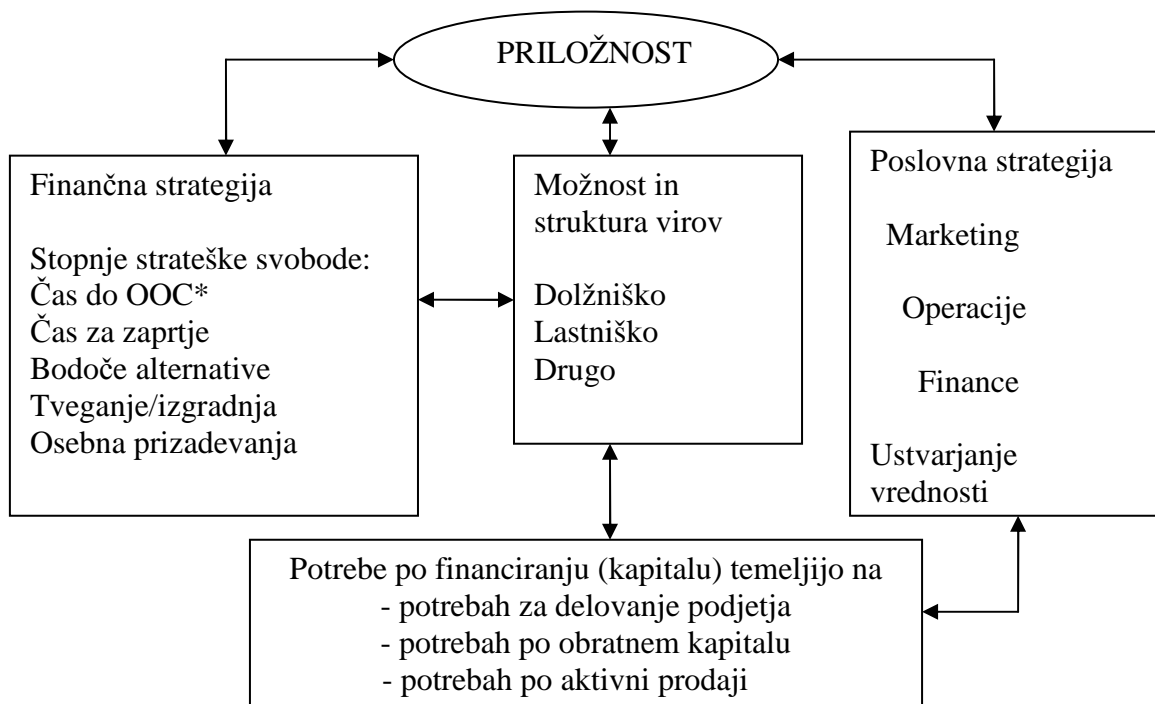 PRILOŽNOST
Finančna strategija
Stopnje strateške svobode:
Čas do OOC*
Čas za zaprtje
Bodoče alternative
Tveganje/izgradnja
Osebna prizadevanja
Možnost in
struktura virov
Dolžniško
Lastniško
Drugo
Poslovna strategija
Marketing
Operacije
Finance
Ustvarjanje
vrednosti
Potrebe po financiranju (kapitalu) temeljijo na
- potrebah za delovanje podjetja
- potrebah po obratnem kapitalu
- potrebah po aktivni prodaji